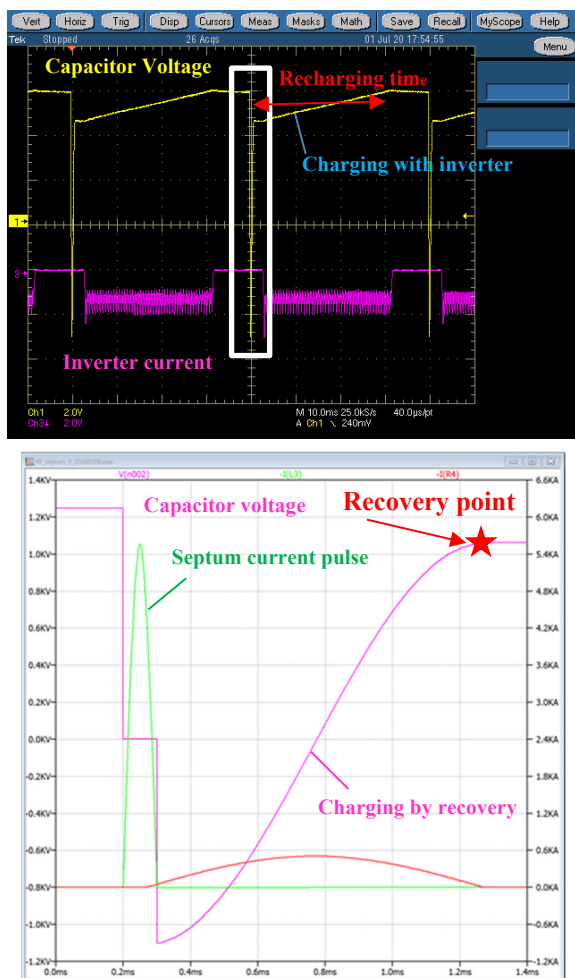 Vert Horiz Trig Disp Cursors Meas Masks Math Save Recall MyScope Help
Tek Stopped 26 Acqs 01 Jul 20 17:54:55 Menu
Capacitor Voltage
Recharging time
Charging with inverter
1
3
Inverter current
Ch1 2.0V M 10.0ms 25.0kS/s 40.0µs/pt
Ch3 2.0V A Ch1 240mV
V(n002) -I(L3) -I(R4)
1.4KV 6.6KA
1.2KV 6.0KA
Capacitor voltage
Recovery point
1.0KV 5.4KA
Septum current pulse
0.8KV 4.8KA
0.6KV 4.2KA
0.4KV 3.6KA
0.2KV 3.0KA
0.0KV 2.4KA
-0.2KV 1.8KA
Charging by recovery
-0.4KV 1.2KA
-0.6KV 0.6KA
-0.8KV 0.0KA
-1.0KV -0.6KA
-1.2KV -1.2KA
0.0ms 0.2ms 0.4ms 0.6ms 0.8ms 1.0ms 1.2ms 1.4ms